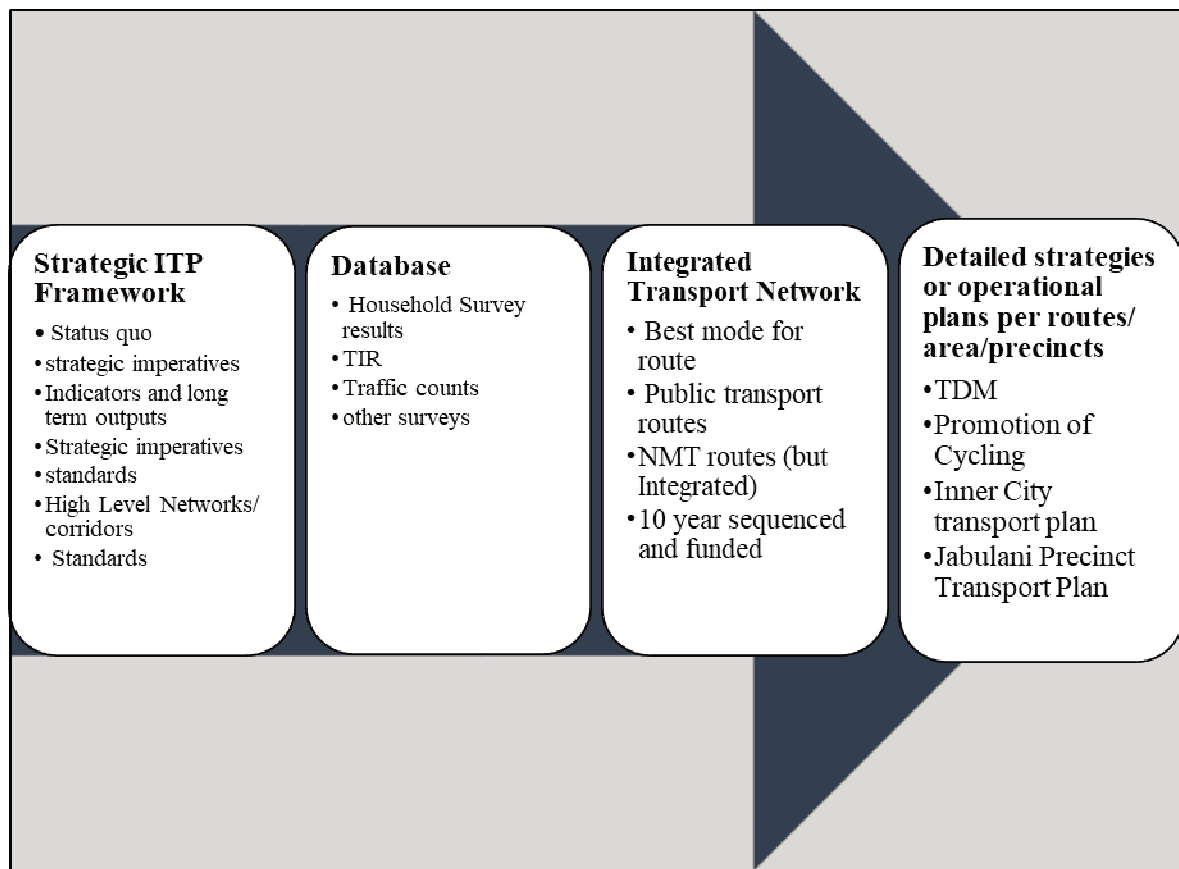 Strategic ITP
Framework
• Status quo
• strategic imperatives
• Indicators and long
term outputs
• Strategic imperatives
• standards
• High Level Networks/
corridors
• Standards
Database
• Household Survey
results
• TIR
• Traffic counts
• other surveys
Integrated
Transport Network
• Best mode for
route
• Public transport
routes
• NMT routes (but
Integrated)
• 10 year sequenced
and funded
Detailed strategies
or operational
plans per routes/
area/precincts
• TDM
• Promotion of
Cycling
• Inner City
transport plan
• Jabulani Precinct
Transport Plan